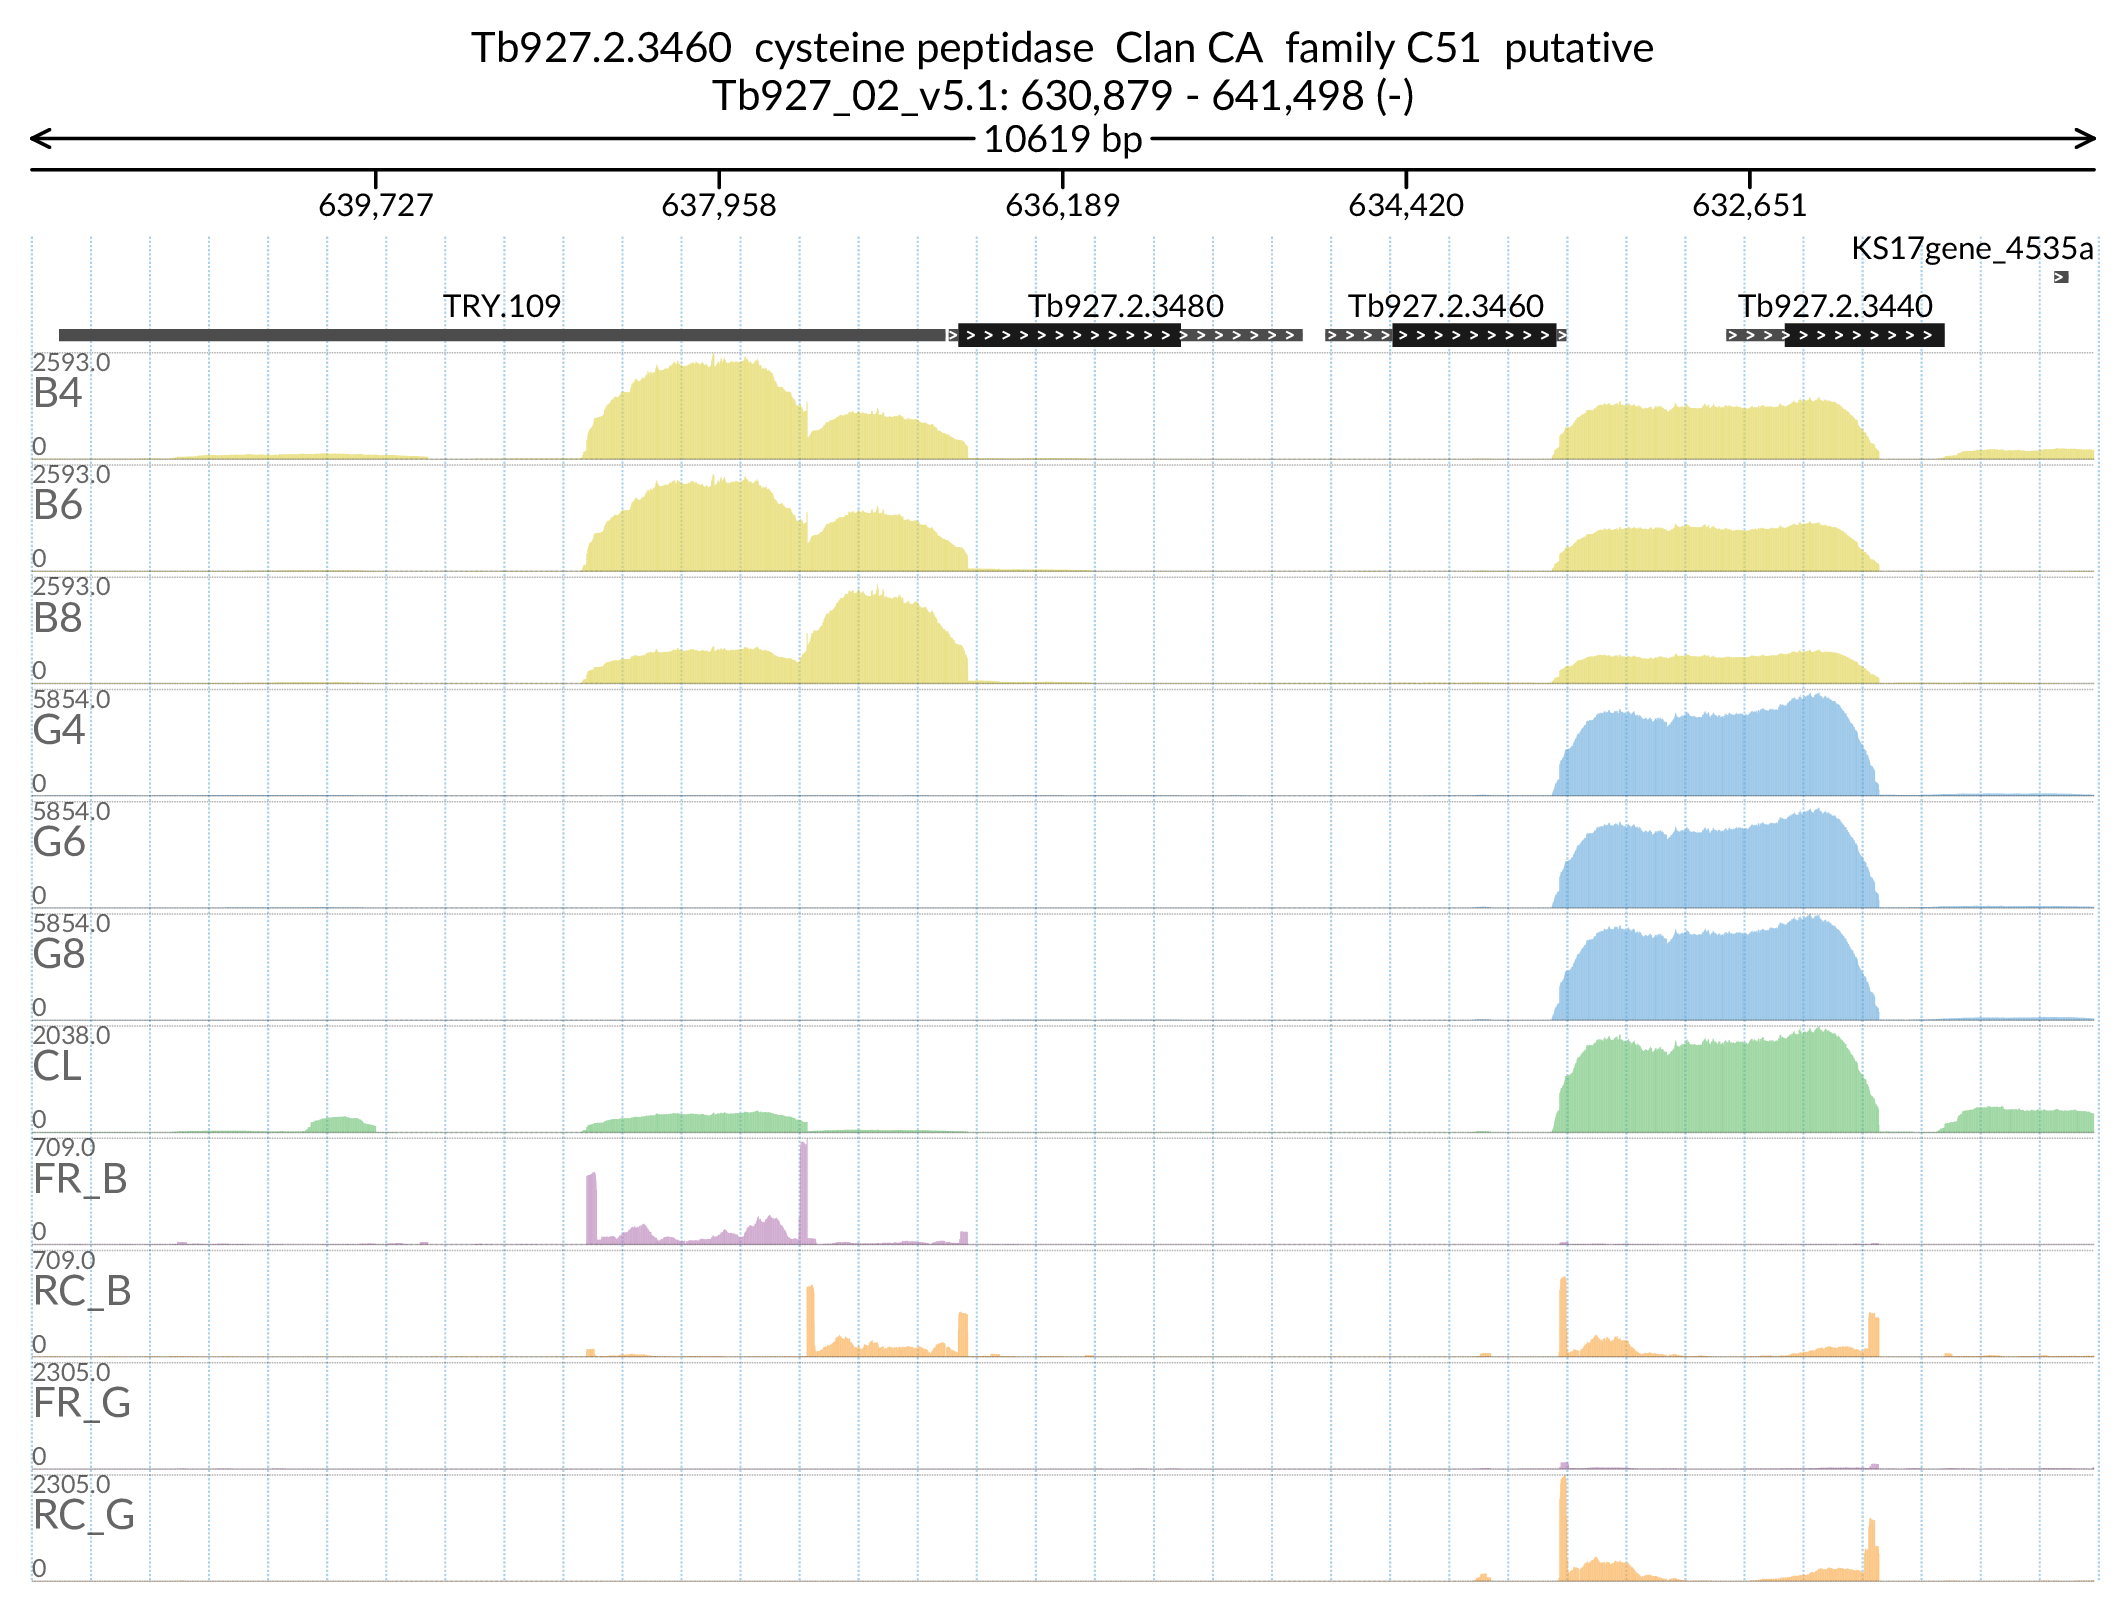 Tb927.2.3460  cysteine peptidase  Clan CA  family C51  putative
Tb927_02_v5.1: 630,879 - 641,498 (-)
10619 bp
639,727 637,958 636,189 634,420 632,651
KS17gene_4535a
TRY.109 Tb927.2.3480 Tb927.2.3460 Tb927.2.3440
2593.0
B4
0
2593.0
B6
0
2593.0
B8
0
5854.0
G4
0
5854.0
G6
0
5854.0
G8
0
2038.0
CL
0
709.0
FR_B
0
709.0
RC_B
0
2305.0
FR_G
0
2305.0
RC_G
0